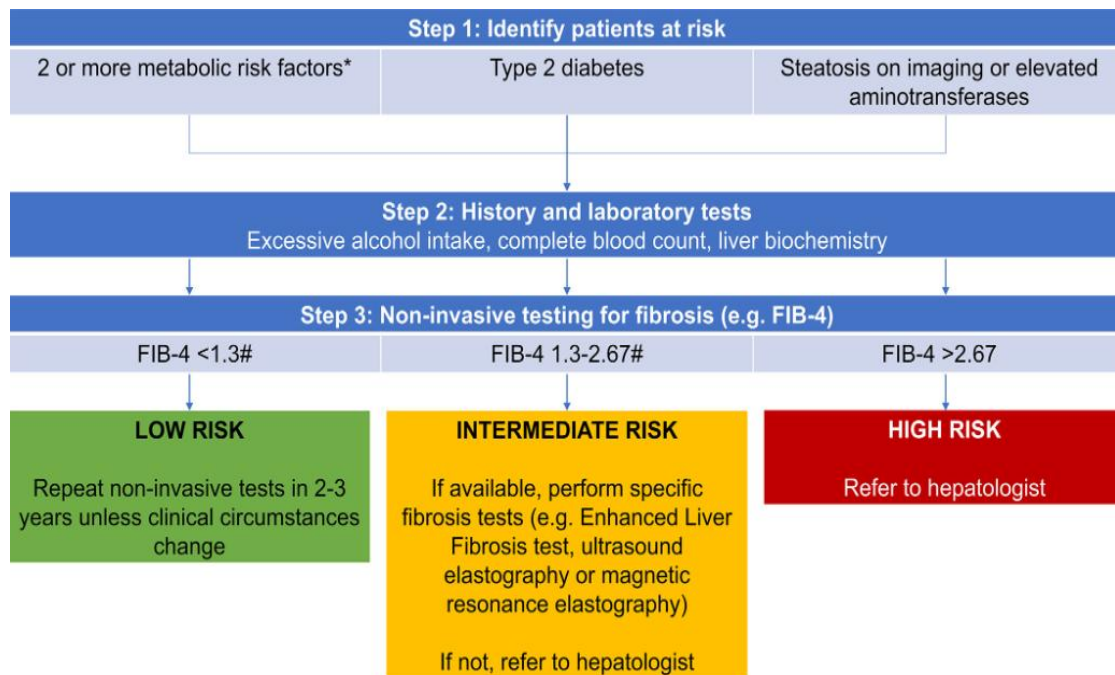 Step 1: Identify patients at risk
2 or more metabolic risk factors*
Type 2 diabetes
Steatosis on imaging or elevated
aminotransferases
Step 2: History and laboratory tests
Excessive alcohol intake, complete blood count, liver biochemistry
Step 3: Non-invasive testing for fibrosis (e.g. FIB-4)
FIB-4 <1.3#
FIB-4 1.3-2.67#
FIB-4 >2.67
LOW RISK
Repeat non-invasive tests in 2-3
years unless clinical circumstances
change
INTERMEDIATE RISK
If available, perform specific
fibrosis tests (e.g. Enhanced Liver
Fibrosis test, ultrasound
elastography or magnetic
resonance elastography)
If not, refer to hepatologist
HIGH RISK
Refer to hepatologist